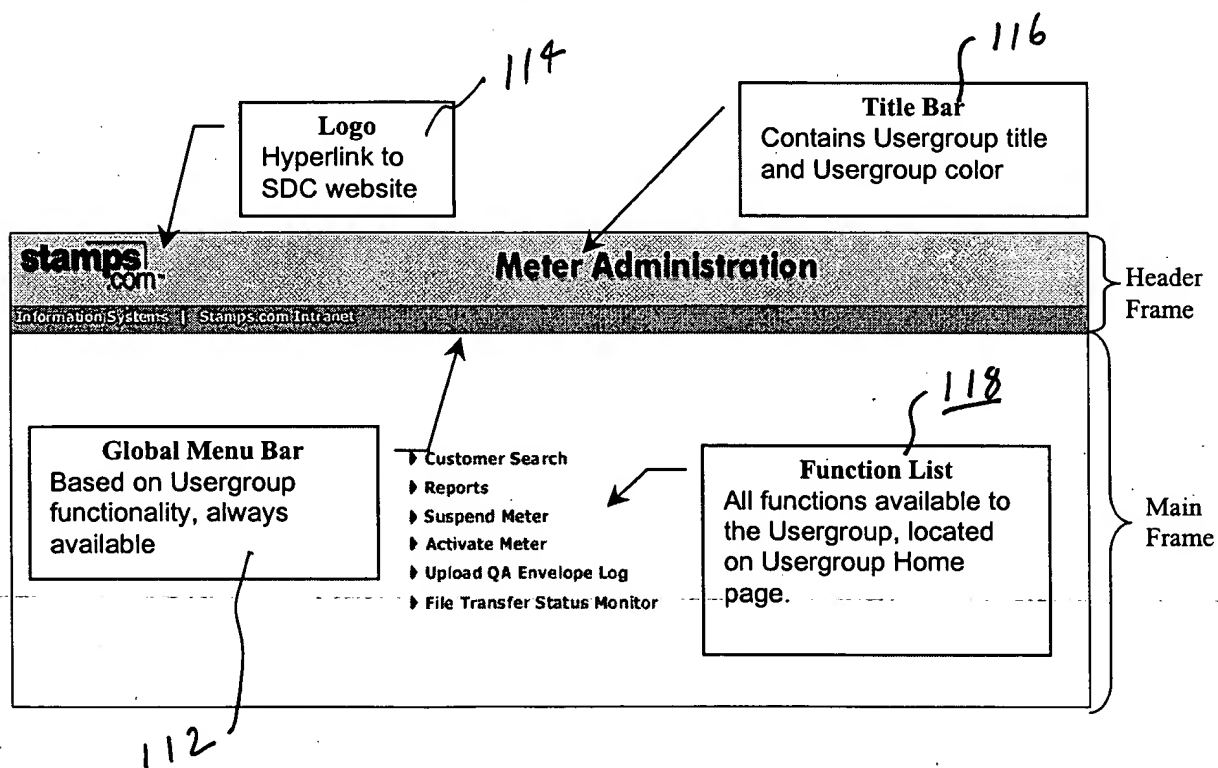 114
116
Logo
Hyperlink to
SDC website
Title Bar
Contains Usergroup title
and Usergroup color
stamps
.com™
Meter Administration
Information Systems | Stamps.com Intranet
Header
Frame
118
Global Menu Bar
Based on Usergroup
functionality, always
available
Customer Search
Reports
Suspend Meter
Activate Meter
Upload QA Envelope Log
File Transfer Status Monitor
Function List
All functions available to
the Usergroup, located
on Usergroup Home
page.
Main
Frame
112